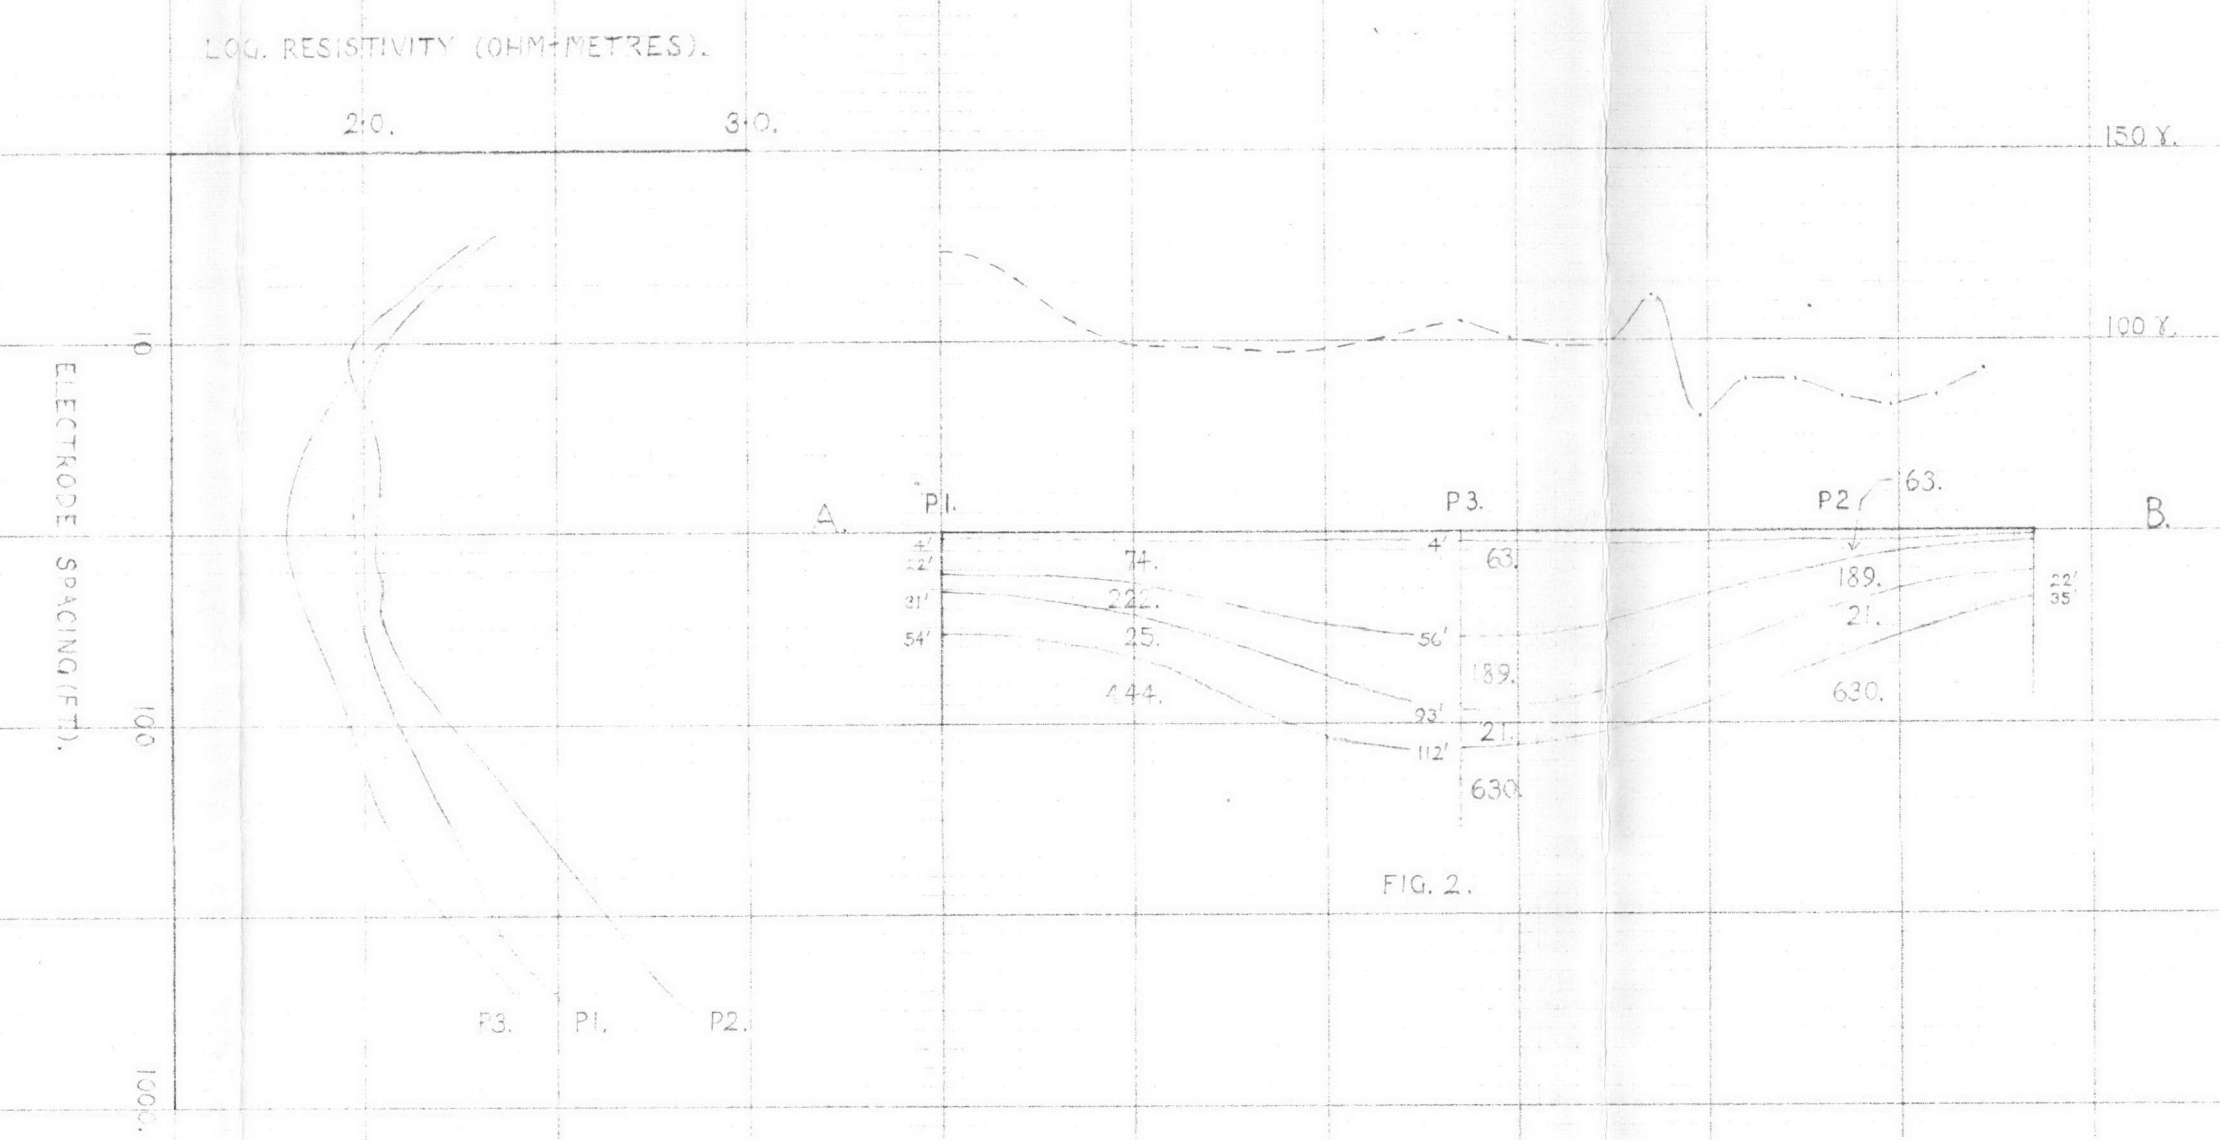 LOG. RESISTIVITY (OHM-METRES).
2.0.
3.0.
150 γ.
10
100 γ.
ELECTRODE SPACING (FT).
100
1000.
P3.
P1.
P2.
A.
P1.
P3.
P2
63.
B.
4'
22'
31'
54'
74.
222.
25.
444.
4'
56'
93'
112'
63.
189.
21.
630.
189.
21.
630.
22'
35'
FIG. 2.